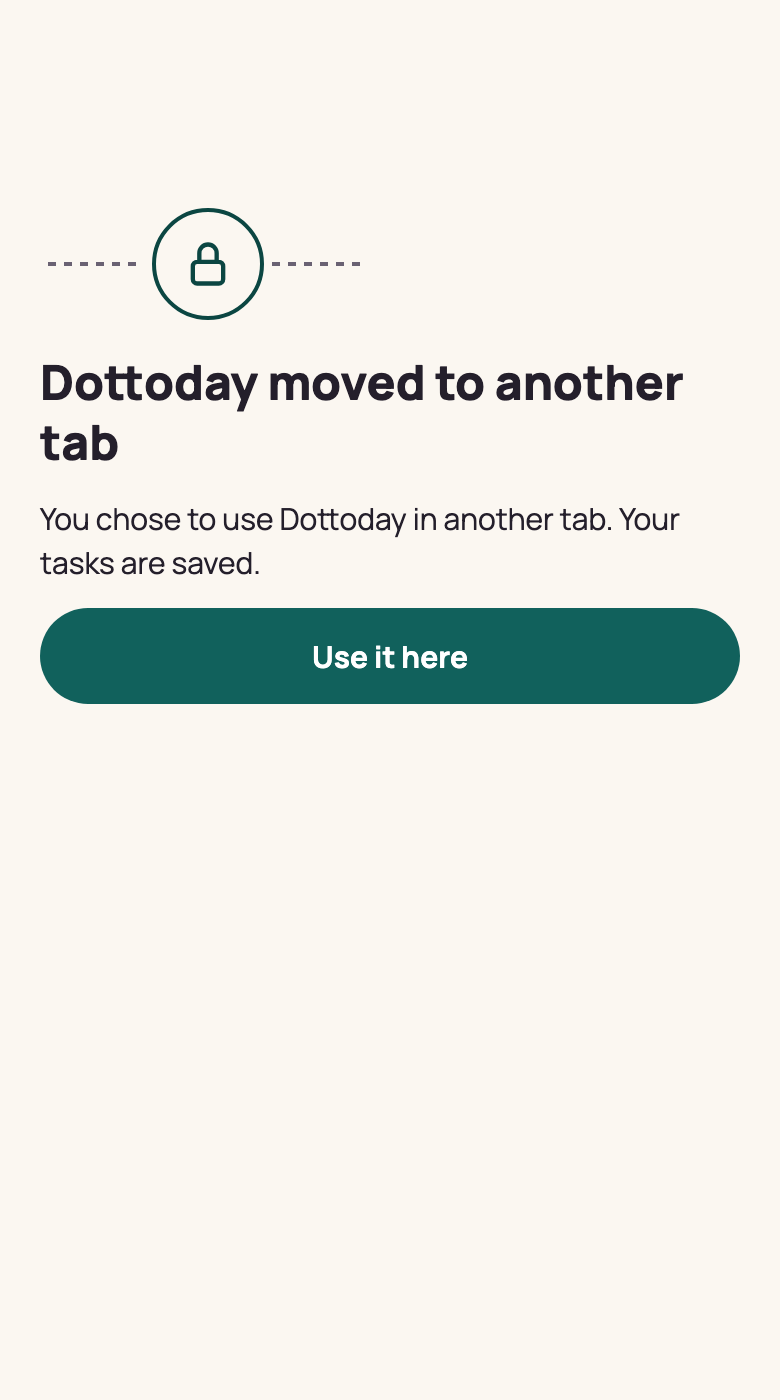 Dottoday moved to another
tab
You chose to use Dottoday in another tab. Your
tasks are saved.
Use it here